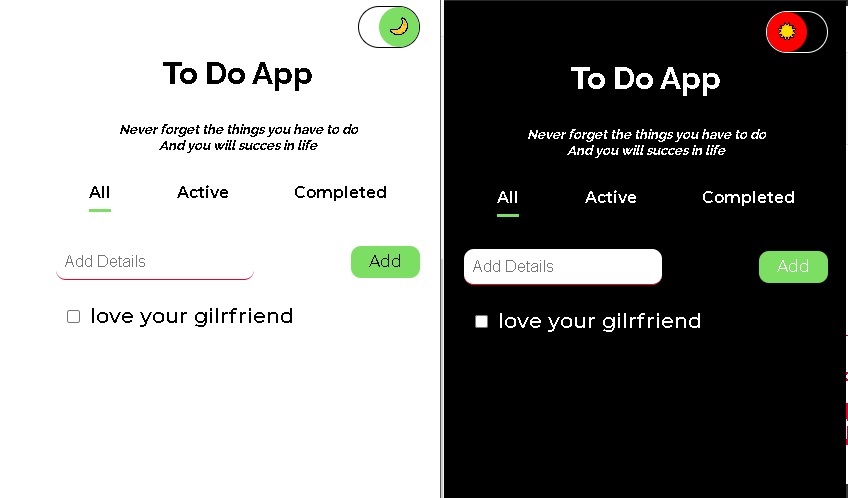 To Do App
Never forget the things you have to do
And you will succes in life
All Active Completed
Add Details Add
love your gilrfriend
To Do App
Never forget the things you have to do
And you will succes in life
All Active Completed
Add Details Add
love your gilrfriend